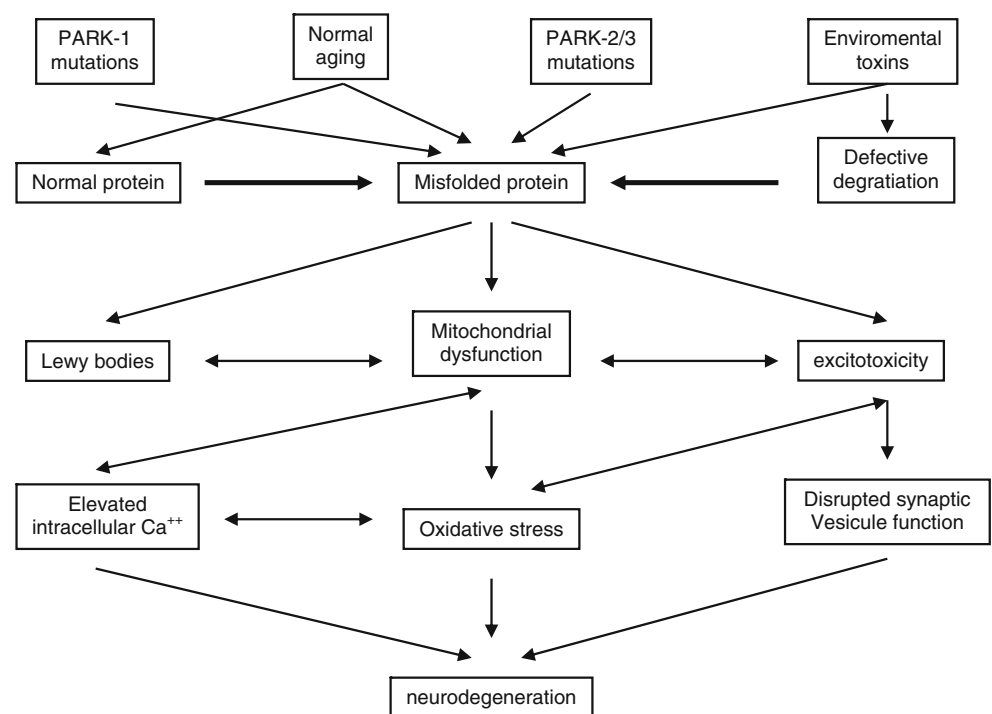 PARK-1
mutations
Normal
aging
PARK-2/3
mutations
Enviromental
toxins
Normal protein
Misfolded protein
Defective
degratiation
Lewy bodies
Mitochondrial
dysfunction
excitotoxicity
Elevated
intracellular Ca⁺⁺
Oxidative stress
Disrupted synaptic
Vesicule function
neurodegeneration